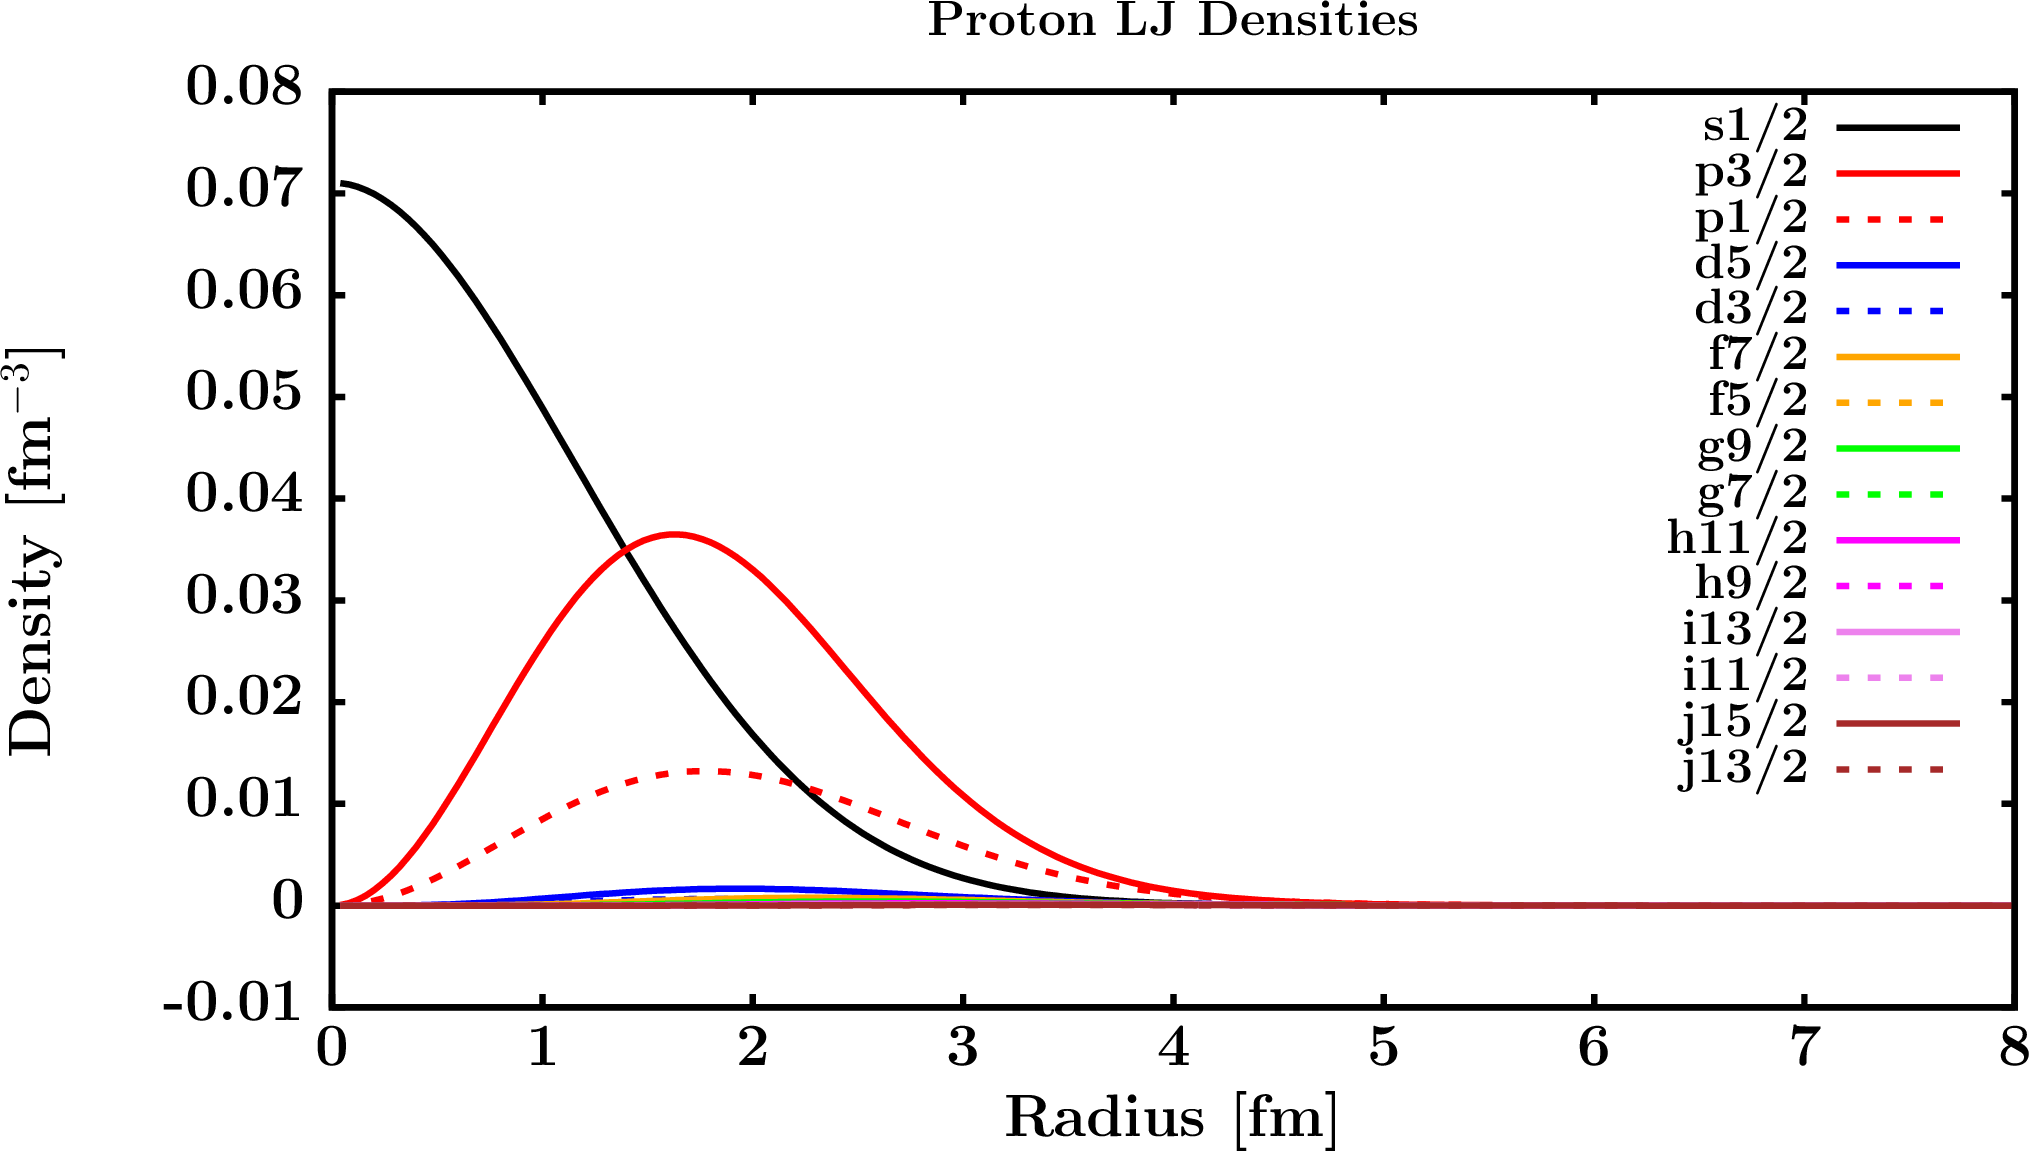 Proton LJ Densities
0.08
0.07
0.06
0.05
0.04
0.03
0.02
0.01
0
-0.01
Density [fm⁻³]
s1/2
p3/2
p1/2
d5/2
d3/2
f7/2
f5/2
g9/2
g7/2
h11/2
h9/2
i13/2
i11/2
j15/2
j13/2
0 1 2 3 4 5 6 7 8
Radius [fm]